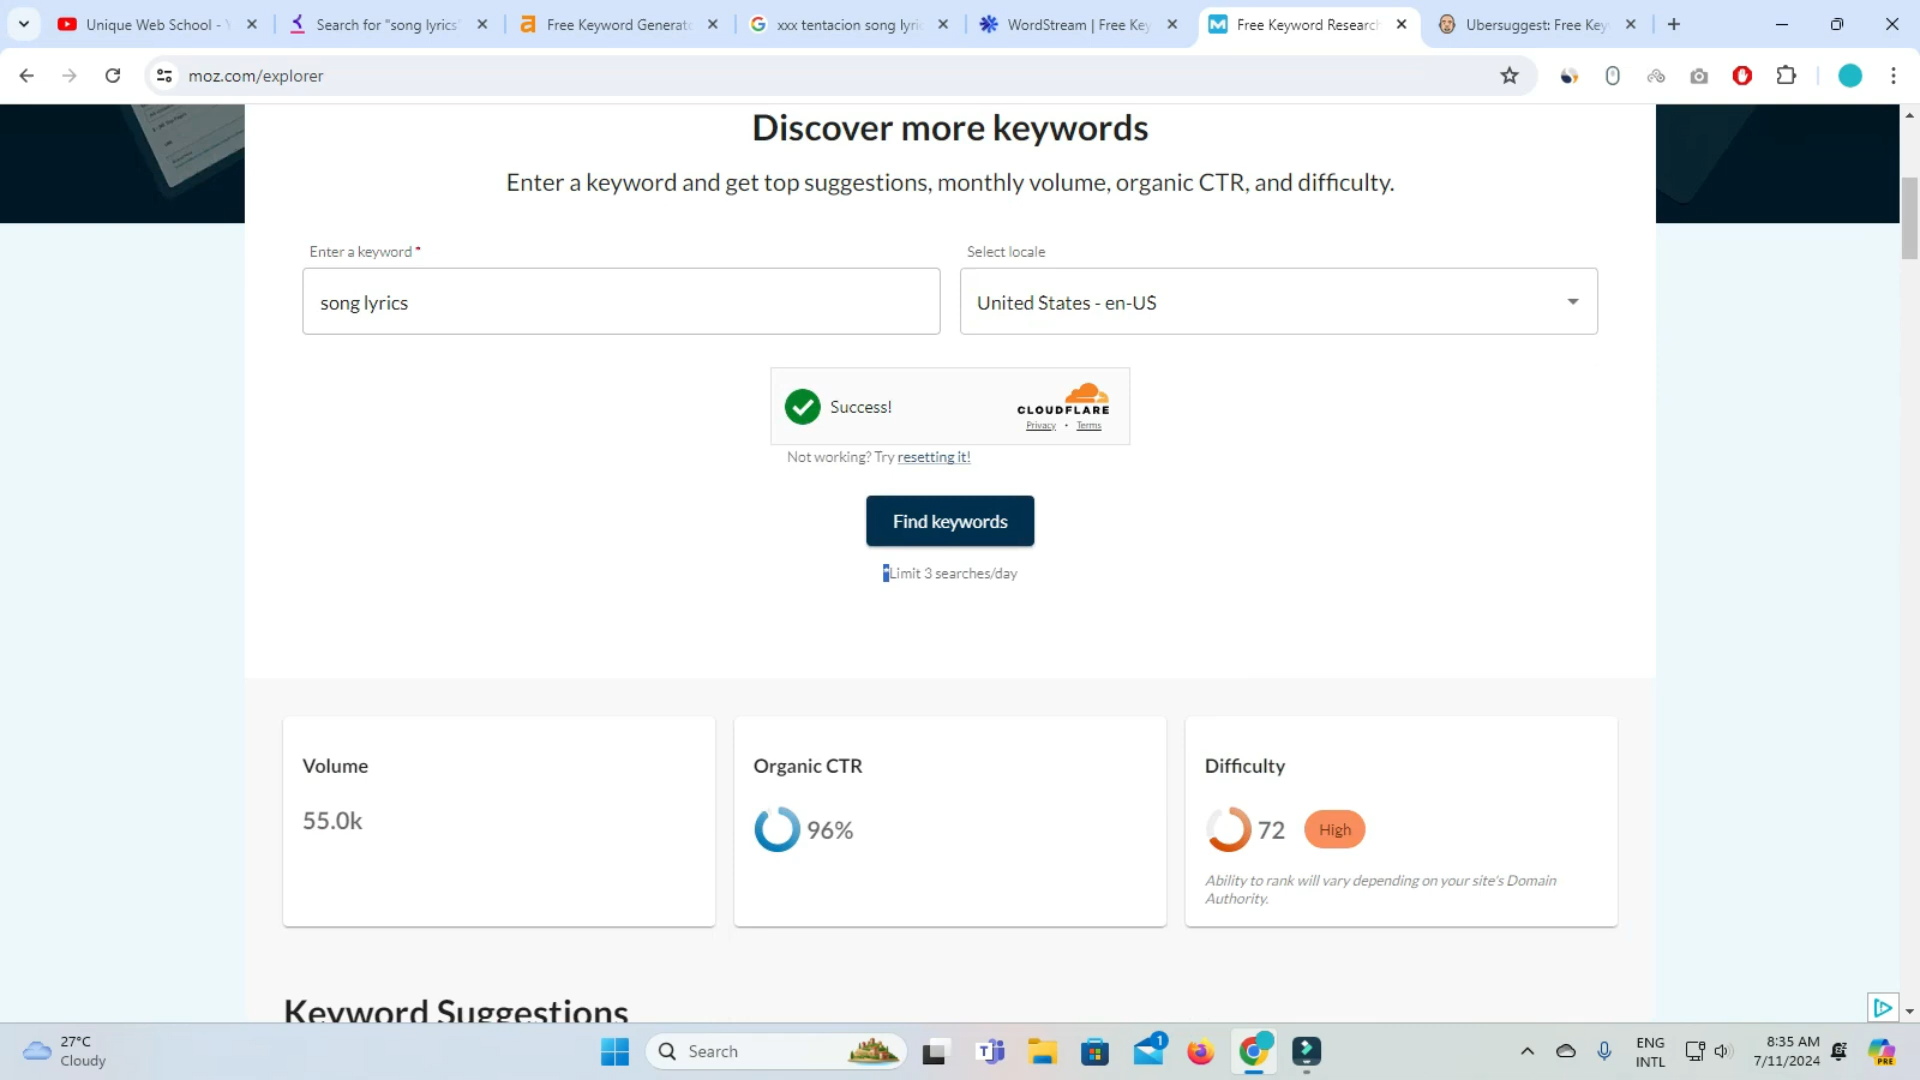 Unique Web School - Y
Search for "song lyrics"
Free Keyword Generato
xxx tentacion song lyric
WordStream | Free Key
Free Keyword Research
Ubersuggest: Free Key
moz.com/explorer
Discover more keywords
Enter a keyword and get top suggestions, monthly volume, organic CTR, and difficulty.
Enter a keyword *
Select locale
song lyrics
United States - en-US
Success!
CLOUDFLARE
Privacy • Terms
Not working? Try resetting it!
Find keywords
*Limit 3 searches/day
Volume
Organic CTR
Difficulty
55.0k
96%
72
High
Ability to rank will vary depending on your site's Domain
Authority.
Keyword Suggestions
27°C
Cloudy
Search
1
ENG
INTL
8:35 AM
7/11/2024
PRE